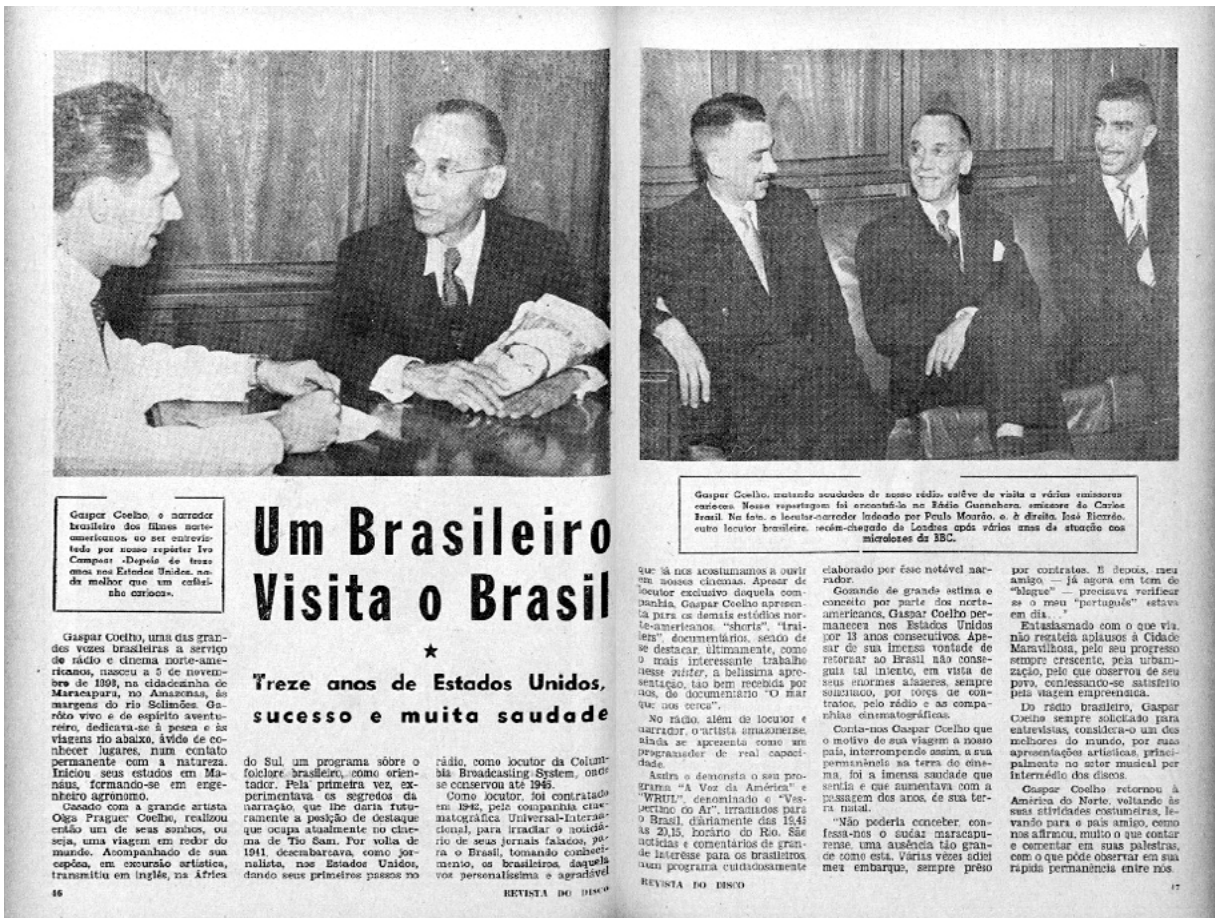 Gaspar Coelho, o narrador
brasileiro dos filmes norte-
americanos, ao ser entrevis-
tado por nosso repórter Ivo
Campear «Depois de treze
anos nos Estados Unidos, na-
da melhor que um cafèzi-
nho carioca».
Um Brasileiro
Visita o Brasil
★
Treze anos de Estados Unidos,
sucesso e muita saudade
Gaspar Coelho, uma das gran-
des vozes brasileiras a serviço
de rádio e cinema norte-ame-
ricanos, nasceu a 5 de novem-
bro de 1898, na cidadezinha de
Maracapura, no Amazonas, às
margens do rio Solimões. Ga-
rôto vivo e de espírito aventu-
reiro, dedicava-se à pesca e às
viagens rio abaixo, ávido de co-
nhecer lugares, num contato
permanente com a natureza.
Iniciou seus estudos em Ma-
náus, formando-se em enge-
nheiro agrônomo.
Casado com a grande artista
Olga Praguer Coelho, realizou
então um de seus sonhos, ou
seja, uma viagem em redor do
mundo. Acompanhado de sua
espôsa, em excursão artística,
transmitiu em inglês, na África
do Sul, um programa sôbre o
folclore brasileiro, como orien-
tador. Pela primeira vez, ex-
perimentava os segredos da
narração, que lhe daria futu-
ramente a posição de destaque
que ocupa atualmente no cine-
ma de Tio Sam. Por volta de
1941, desembarcava, como jor-
nalista, nos Estados Unidos,
dando seus primeiros passos no
rádio, como locutor da Colum-
bia Broadcasting System, onde
se conservou até 1945.
Como locutor, foi contratado
em 1942, pela companhia cine-
matográfica Universal-Interna-
cional, para irradiar o noticiá-
rio de seus jornais falados, pa-
ra o Brasil, tomando conheci-
mento, os brasileiros, daquela
voz personalíssima e agradável
46
REVISTA DO DISCO
Gaspar Coelho, matando saudades de nosso rádio, estêve de visita a várias emissoras
cariocas. Nossa reportagem foi encontrá-lo na Rádio Guanabara, emissora de Carlos
Brasil. Na foto, o locutor-narrador ladeado por Paulo Mourão, e, à direita, José Ricardo,
outro locutor brasileiro, recém-chegado de Londres após vários anos de atuação aos
microfones da BBC.
que já nos acostumamos a ouvir
em nossos cinemas. Apesar de
locutor exclusivo daquela com-
panhia, Gaspar Coelho apresen-
ta para os demais estúdios nor-
te-americanos, "shorts", "trai-
lers", documentários, sendo de
se destacar, ùltimamente, como
o mais interessante trabalho
nesse mister, a belíssima apre-
sentação, tão bem recebida por
nós, do documentário "O mar
que nos cerca".
No rádio, além de locutor e
narrador, o artista amazonense,
ainda se apresenta como um
programador de real capaci-
dade.
Assim o demonstra o seu pro-
grama "A Voz da América" e
"WRUL", denominado o "Ves-
pertino do Ar", irradiados para
o Brasil, diàriamente das 19,45
às 20,15, horário do Rio. São
notícias e comentários de gran-
de interêsse para os brasileiros,
num programa cuidadosamente
elaborado por êsse notável nar-
rador.
Gozando de grande estima e
conceito por parte dos norte-
americanos, Gaspar Coelho per-
maneceu nos Estados Unidos
por 13 anos consecutivos. Ape-
sar de sua imensa vontade de
retornar ao Brasil não conse-
guia tal intento, em vista de
seus enormes afazeres, sempre
solicitado, por fôrça de con-
tratos, pelo rádio e as compa-
nhias cinematográficas.
Conta-nos Gaspar Coelho que
o motivo de sua viagem a nosso
país, interrompendo assim, a sua
permanência na terra do cine-
ma, foi a imensa saudade que
sentia e que aumentava com a
passagem dos anos, de sua ter-
ra natal.
"Não poderia conceber, con-
fessa-nos o sudaz maracapu-
rense, uma ausência tão gran-
de como esta. Várias vêzes adiei
meu embarque, sempre prêso
por contratos. E depois, meu
amigo, — já agora em tom de
"blague" — precisava verificar
se o meu "português" estava
em dia. . ."
Entusiasmado com o que via,
não regateia aplausos à Cidade
Maravilhosa, pelo seu progresso
sempre crescente, pela urbani-
zação, pelo que observou de seu
povo, confessando-se satisfeito
pela viagem empreendida.
Do rádio brasileiro, Gaspar
Coelho sempre solicitado para
entrevistas, considera-o um dos
melhores do mundo, por suas
apresentações artísticas, princi-
palmente no setor musical por
intermédio dos discos.
Gaspar Coelho retornou à
América do Norte, voltando às
suas atividades costumeiras, le-
vando para o país amigo, como
nos afirmou, muito o que contar
e comentar em suas palestras,
com o que pôde observar em sua
rápida permanência entre nós.
REVISTA DO DISCO
47